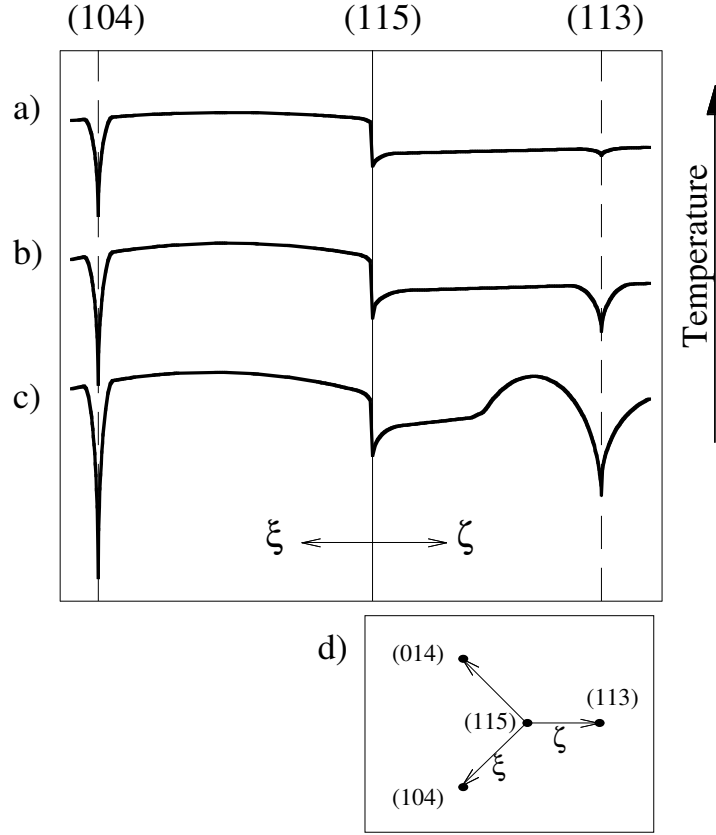 (104) (115) (113)
a)
b)
c)
Temperature
ξ ζ
d)
(014)
(115) (113)
ζ
ξ
(104)